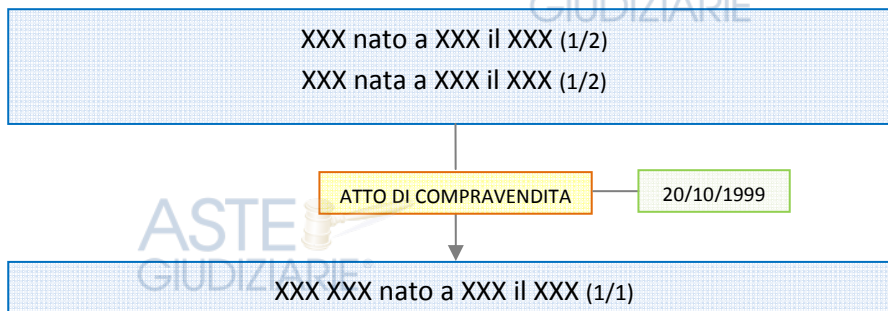 GIUDIZIARIE
XXX nato a XXX il XXX (1/2)
XXX nata a XXX il XXX (1/2)
ATTO DI COMPRAVENDITA
20/10/1999
ASTE
GIUDIZIARIE®
XXX XXX nato a XXX il XXX (1/1)